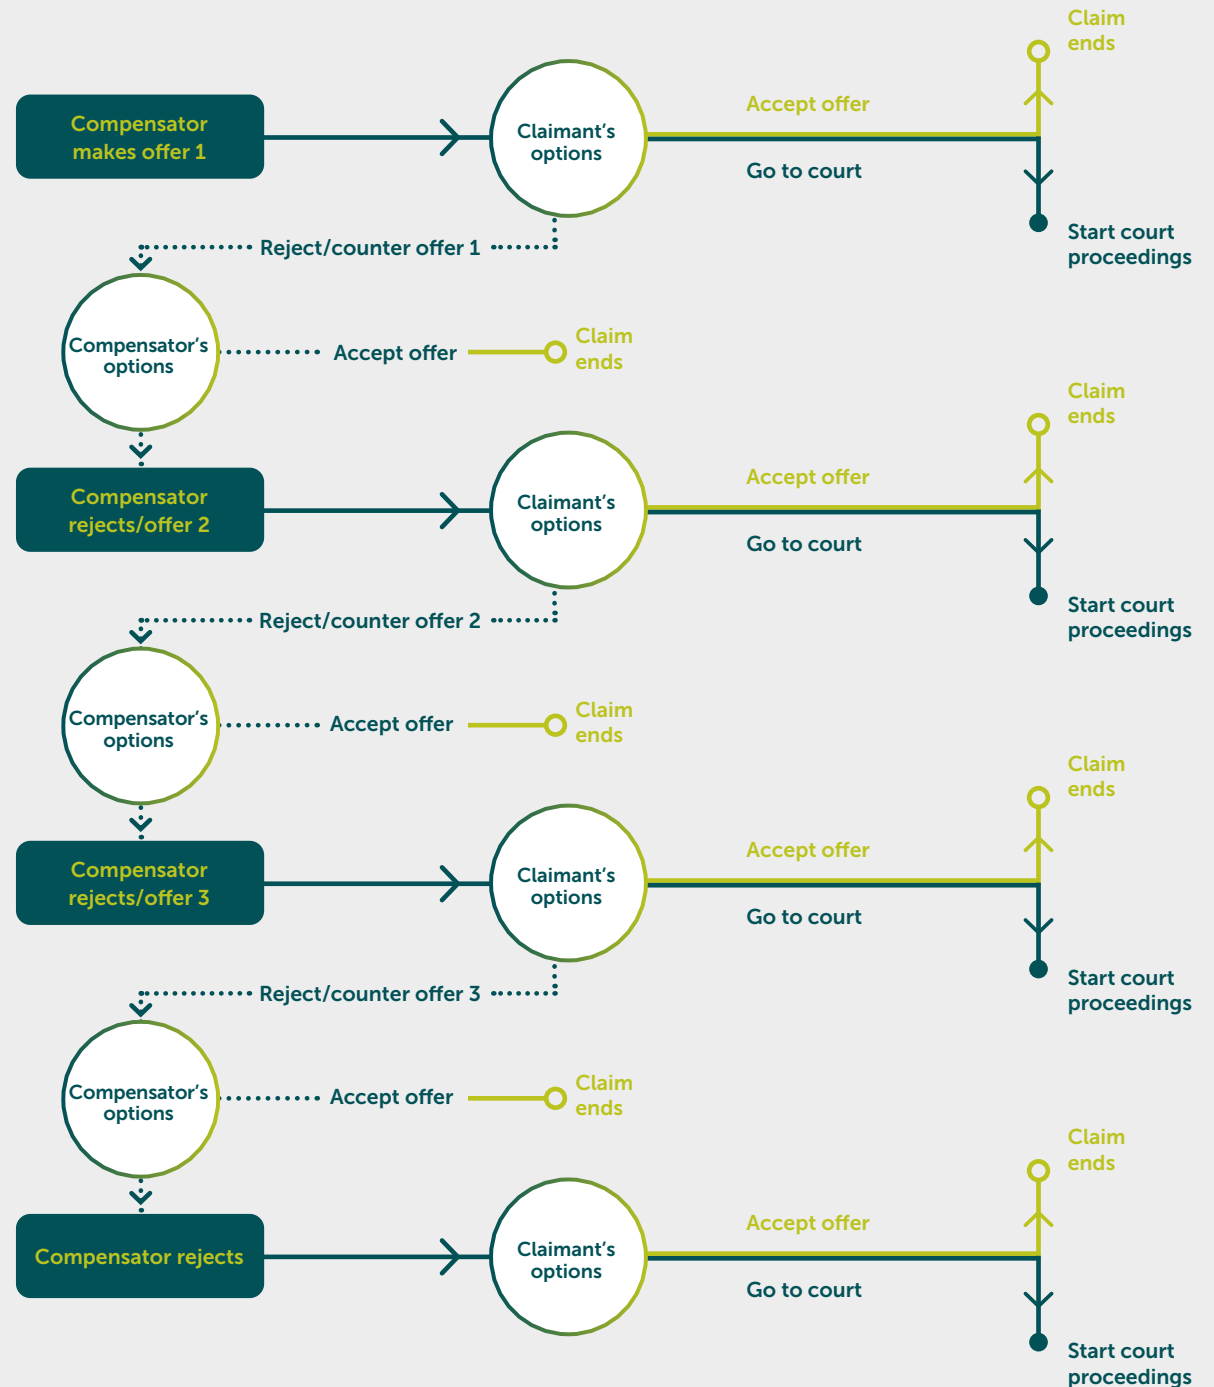 Claim
ends
Compensator
makes offer 1
Claimant's
options
Accept offer
Go to court
Start court
proceedings
Reject/counter offer 1
Compensator's
options
Accept offer
Claim
ends
Claim
ends
Compensator
rejects/offer 2
Claimant's
options
Accept offer
Go to court
Start court
proceedings
Reject/counter offer 2
Compensator's
options
Accept offer
Claim
ends
Claim
ends
Compensator
rejects/offer 3
Claimant's
options
Accept offer
Go to court
Start court
proceedings
Reject/counter offer 3
Compensator's
options
Accept offer
Claim
ends
Claim
ends
Compensator rejects
Claimant's
options
Accept offer
Go to court
Start court
proceedings